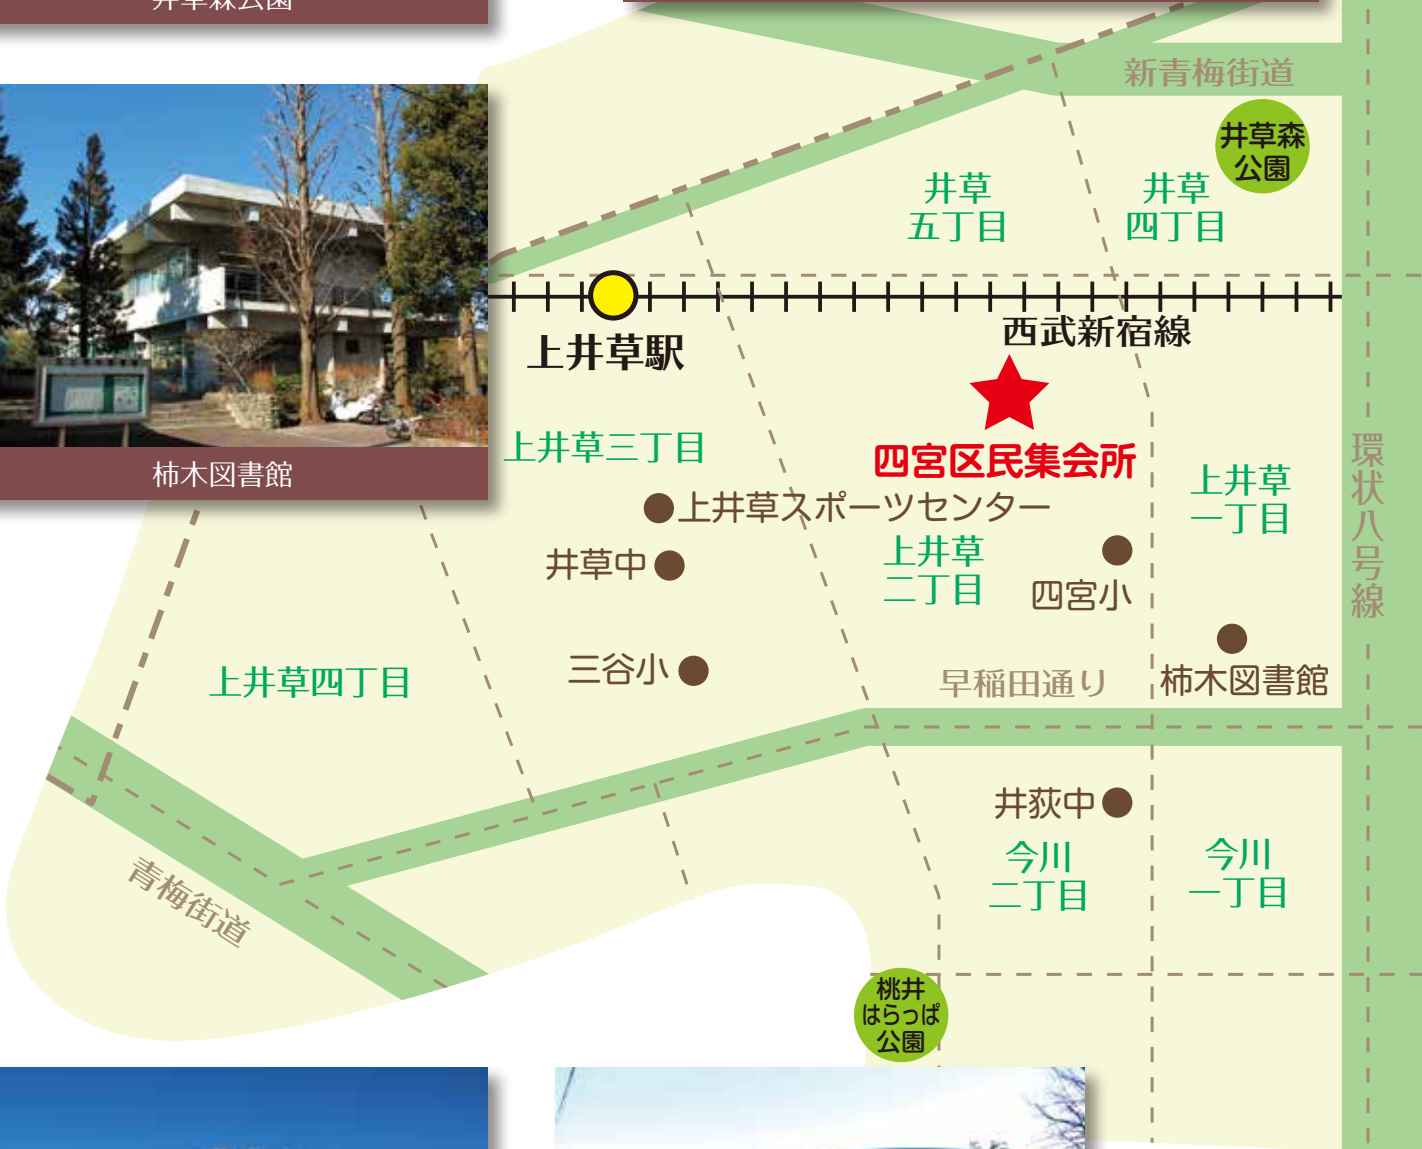 井草森公園
新青梅街道
井草森
公園
井草
五丁目
井草
四丁目
西武新宿線
上井草駅
四宮区民集会所
上井草三丁目
柿木図書館
上井草
一丁目
環状八号線
上井草スポーツセンター
井草中
上井草
二丁目
四宮小
三谷小
上井草四丁目
早稲田通り
柿木図書館
井荻中
今川
二丁目
今川
一丁目
青梅街道
桃井
はらっぱ
公園